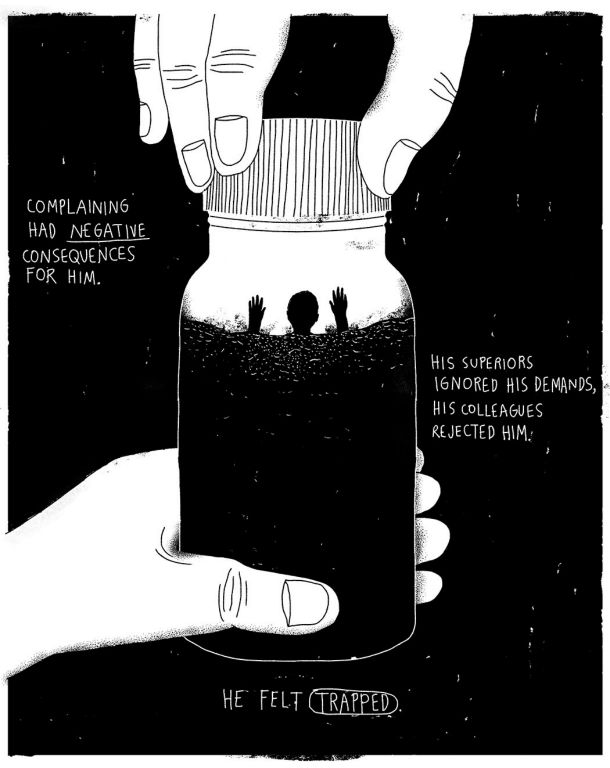 COMPLAINING
HAD NEGATIVE
CONSEQUENCES
FOR HIM.
HIS SUPERIORS
IGNORED HIS DEMANDS,
HIS COLLEAGUES
REJECTED HIM.
HE FELT TRAPPED.